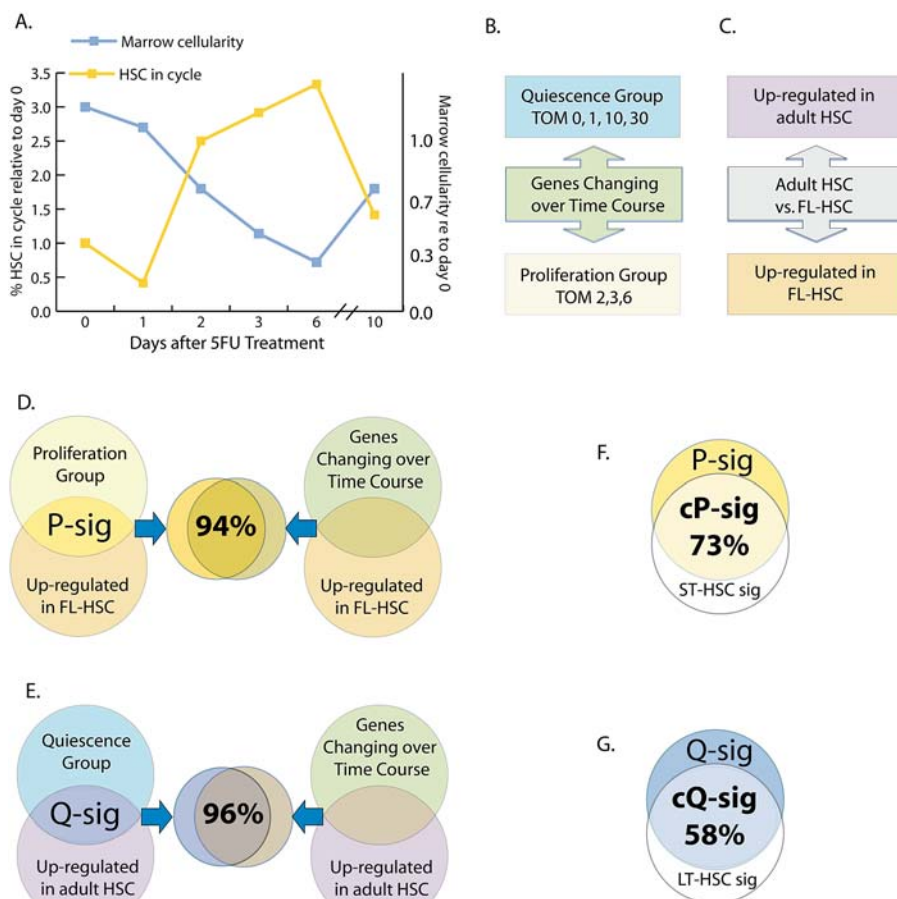 A.
Marrow cellularity
HSC in cycle
% HSC in cycle relative to day 0
3.5
3.0
2.5
2.0
1.5
1.0
0.5
0.0
1.0
0.7
0.3
0.0
Marrow cellularity re to day 0
0 1 2 3 6 10
Days after 5FU Treatment
B.
Quiescence Group
TOM 0, 1, 10, 30
Genes Changing
over Time Course
Proliferation Group
TOM 2,3,6
C.
Up-regulated in
adult HSC
Adult HSC
vs. FL-HSC
Up-regulated in
FL-HSC
D.
Proliferation
Group
P-sig
Up-regulated
in FL-HSC
94%
Genes
Changing over
Time Course
Up-regulated
in FL-HSC
F.
P-sig
cP-sig
73%
ST-HSC sig
E.
Quiescence
Group
Q-sig
Up-regulated
in adult HSC
96%
Genes
Changing over
Time Course
Up-regulated
in adult HSC
G.
Q-sig
cQ-sig
58%
LT-HSC sig